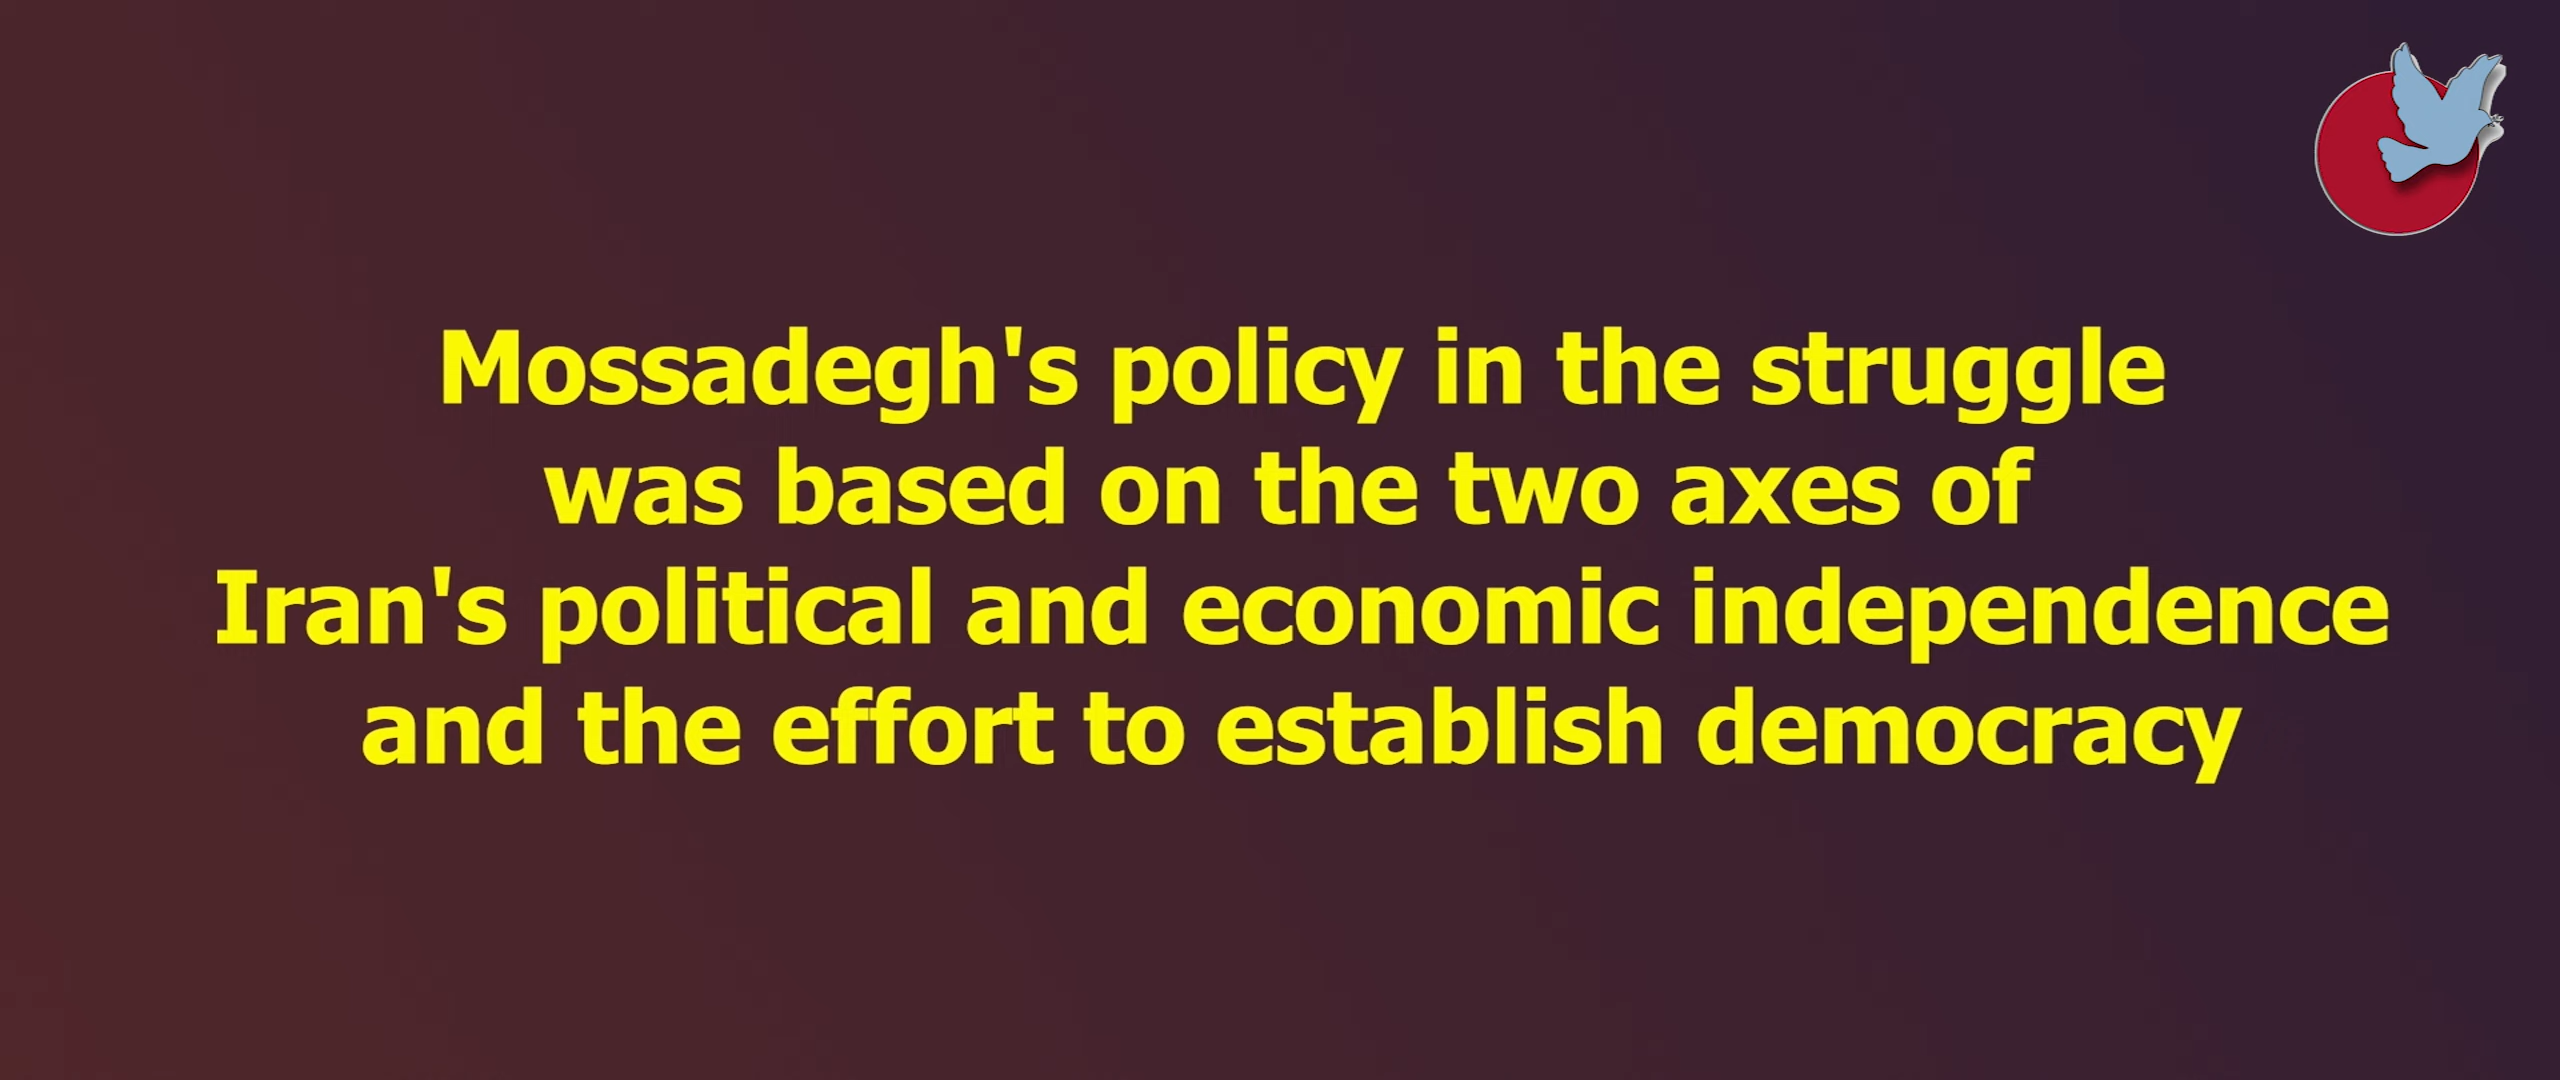 Mossadegh's policy in the struggle
was based on the two axes of
Iran's political and economic independence
and the effort to establish democracy